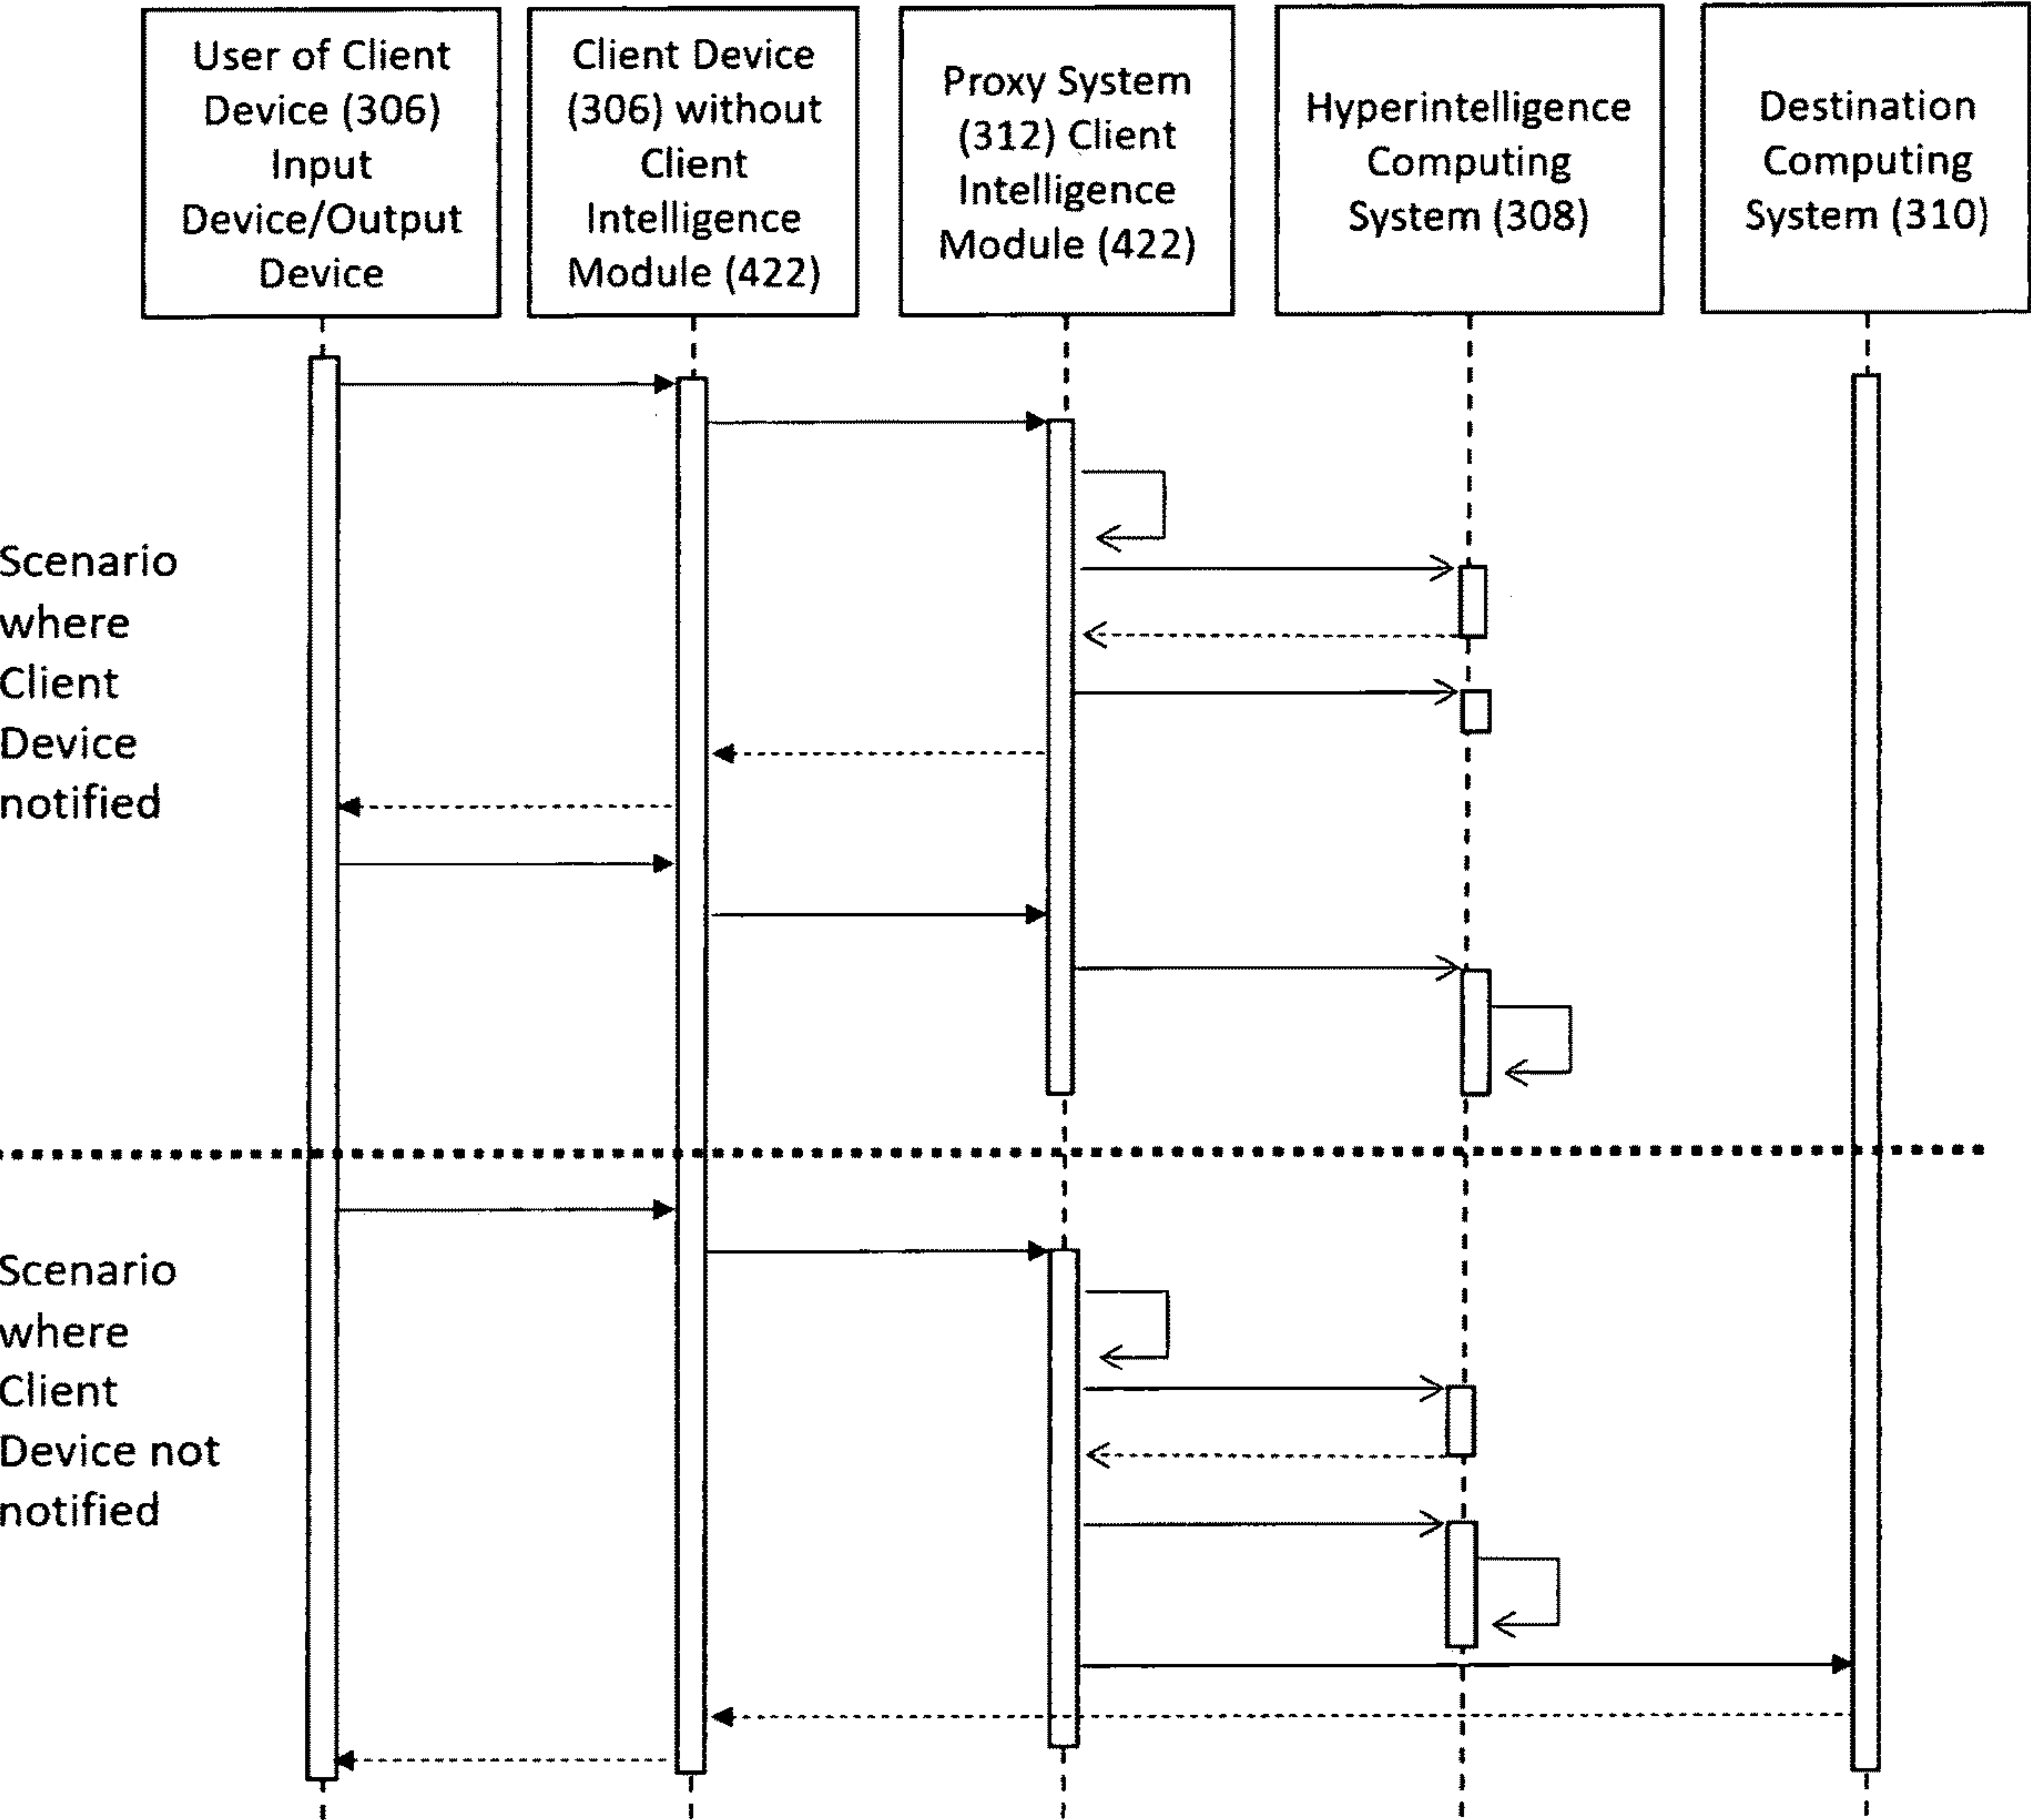 User of Client
Device (306)
Input
Device/Output
Device
Client Device
(306) without
Client
Intelligence
Module (422)
Proxy System
(312) Client
Intelligence
Module (422)
Hyperintelligence
Computing
System (308)
Destination
Computing
System (310)
Scenario
where
Client
Device
notified
Scenario
where
Client
Device not
notified